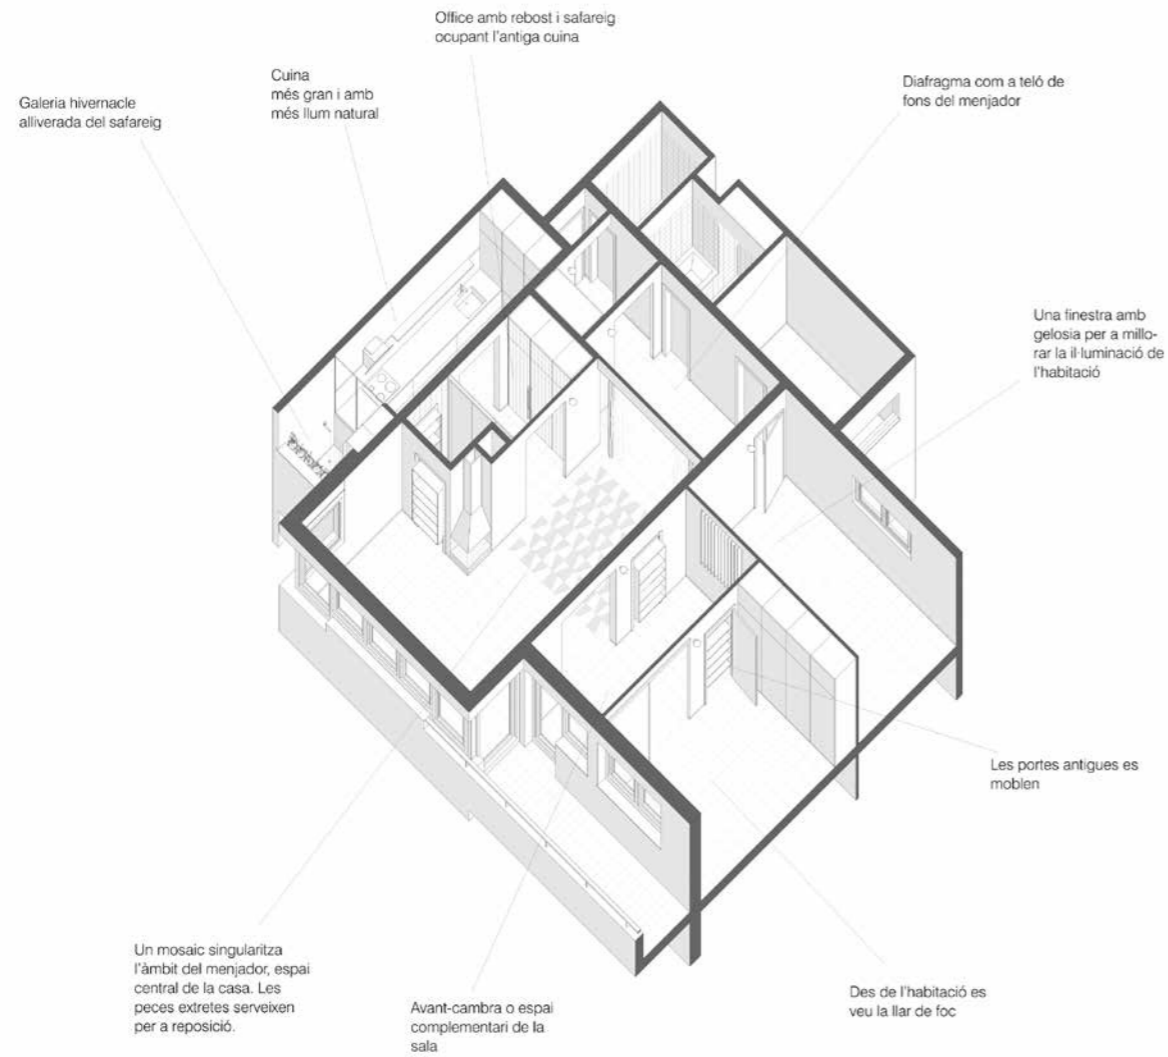 Office amb rebost i safareig
ocupant l'antiga cuina
Cuina
més gran i amb
més llum natural
Galeria hivernacle
alliverada del safareig
Diafragma com a teló de
fons del menjador
Una finestra amb
gelosia per a millo-
rar la il·luminació de
l'habitació
Les portes antigues es
moblen
Un mosaic singularitza
l'àmbit del menjador, espai
central de la casa. Les
peces extretes serveixen
per a reposició.
Avant-cambra o espai
complementari de la
sala
Des de l'habitació es
veu la llar de foc